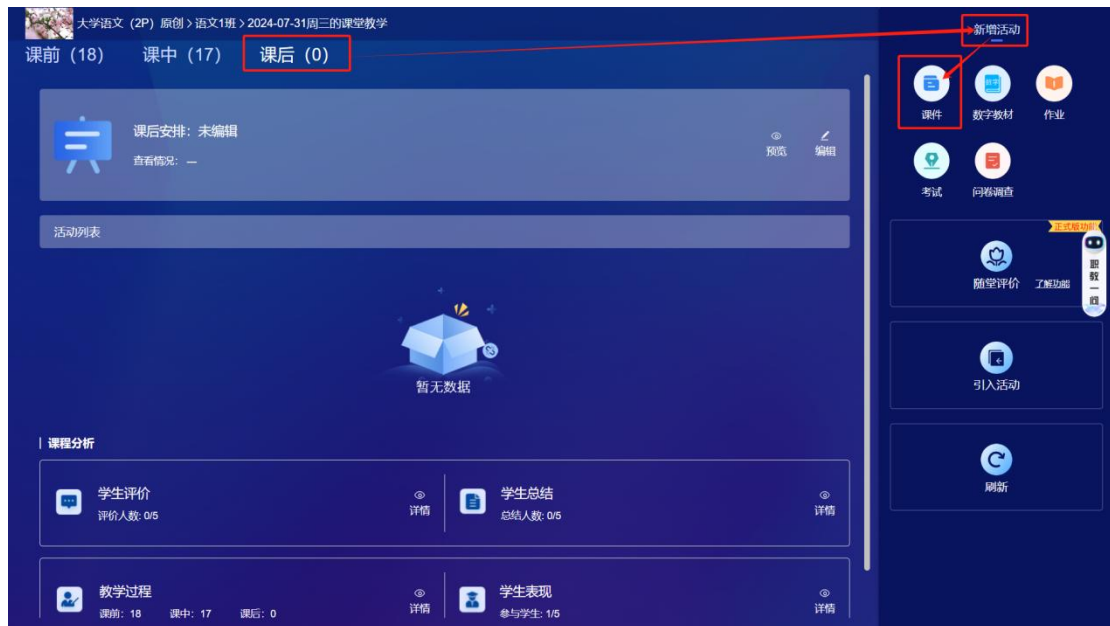 大学语文（2P）原创 > 语文1班 > 2024-07-31周三的课堂教学
课前（18） 课中（17） 课后（0）
课后安排：未编辑
查看情况：—
预览 编辑
活动列表
暂无数据
课程分析
学生评价
评价人数: 0/5
详情
学生总结
总结人数: 0/5
详情
教学过程
课前：18 课中：17 课后：0
详情
学生表现
参与学生: 1/5
详情
新增活动
课件 数字教材 作业
考试 问卷调查
正式版功能
随堂评价 了解功能
职教一问
引入活动
刷新